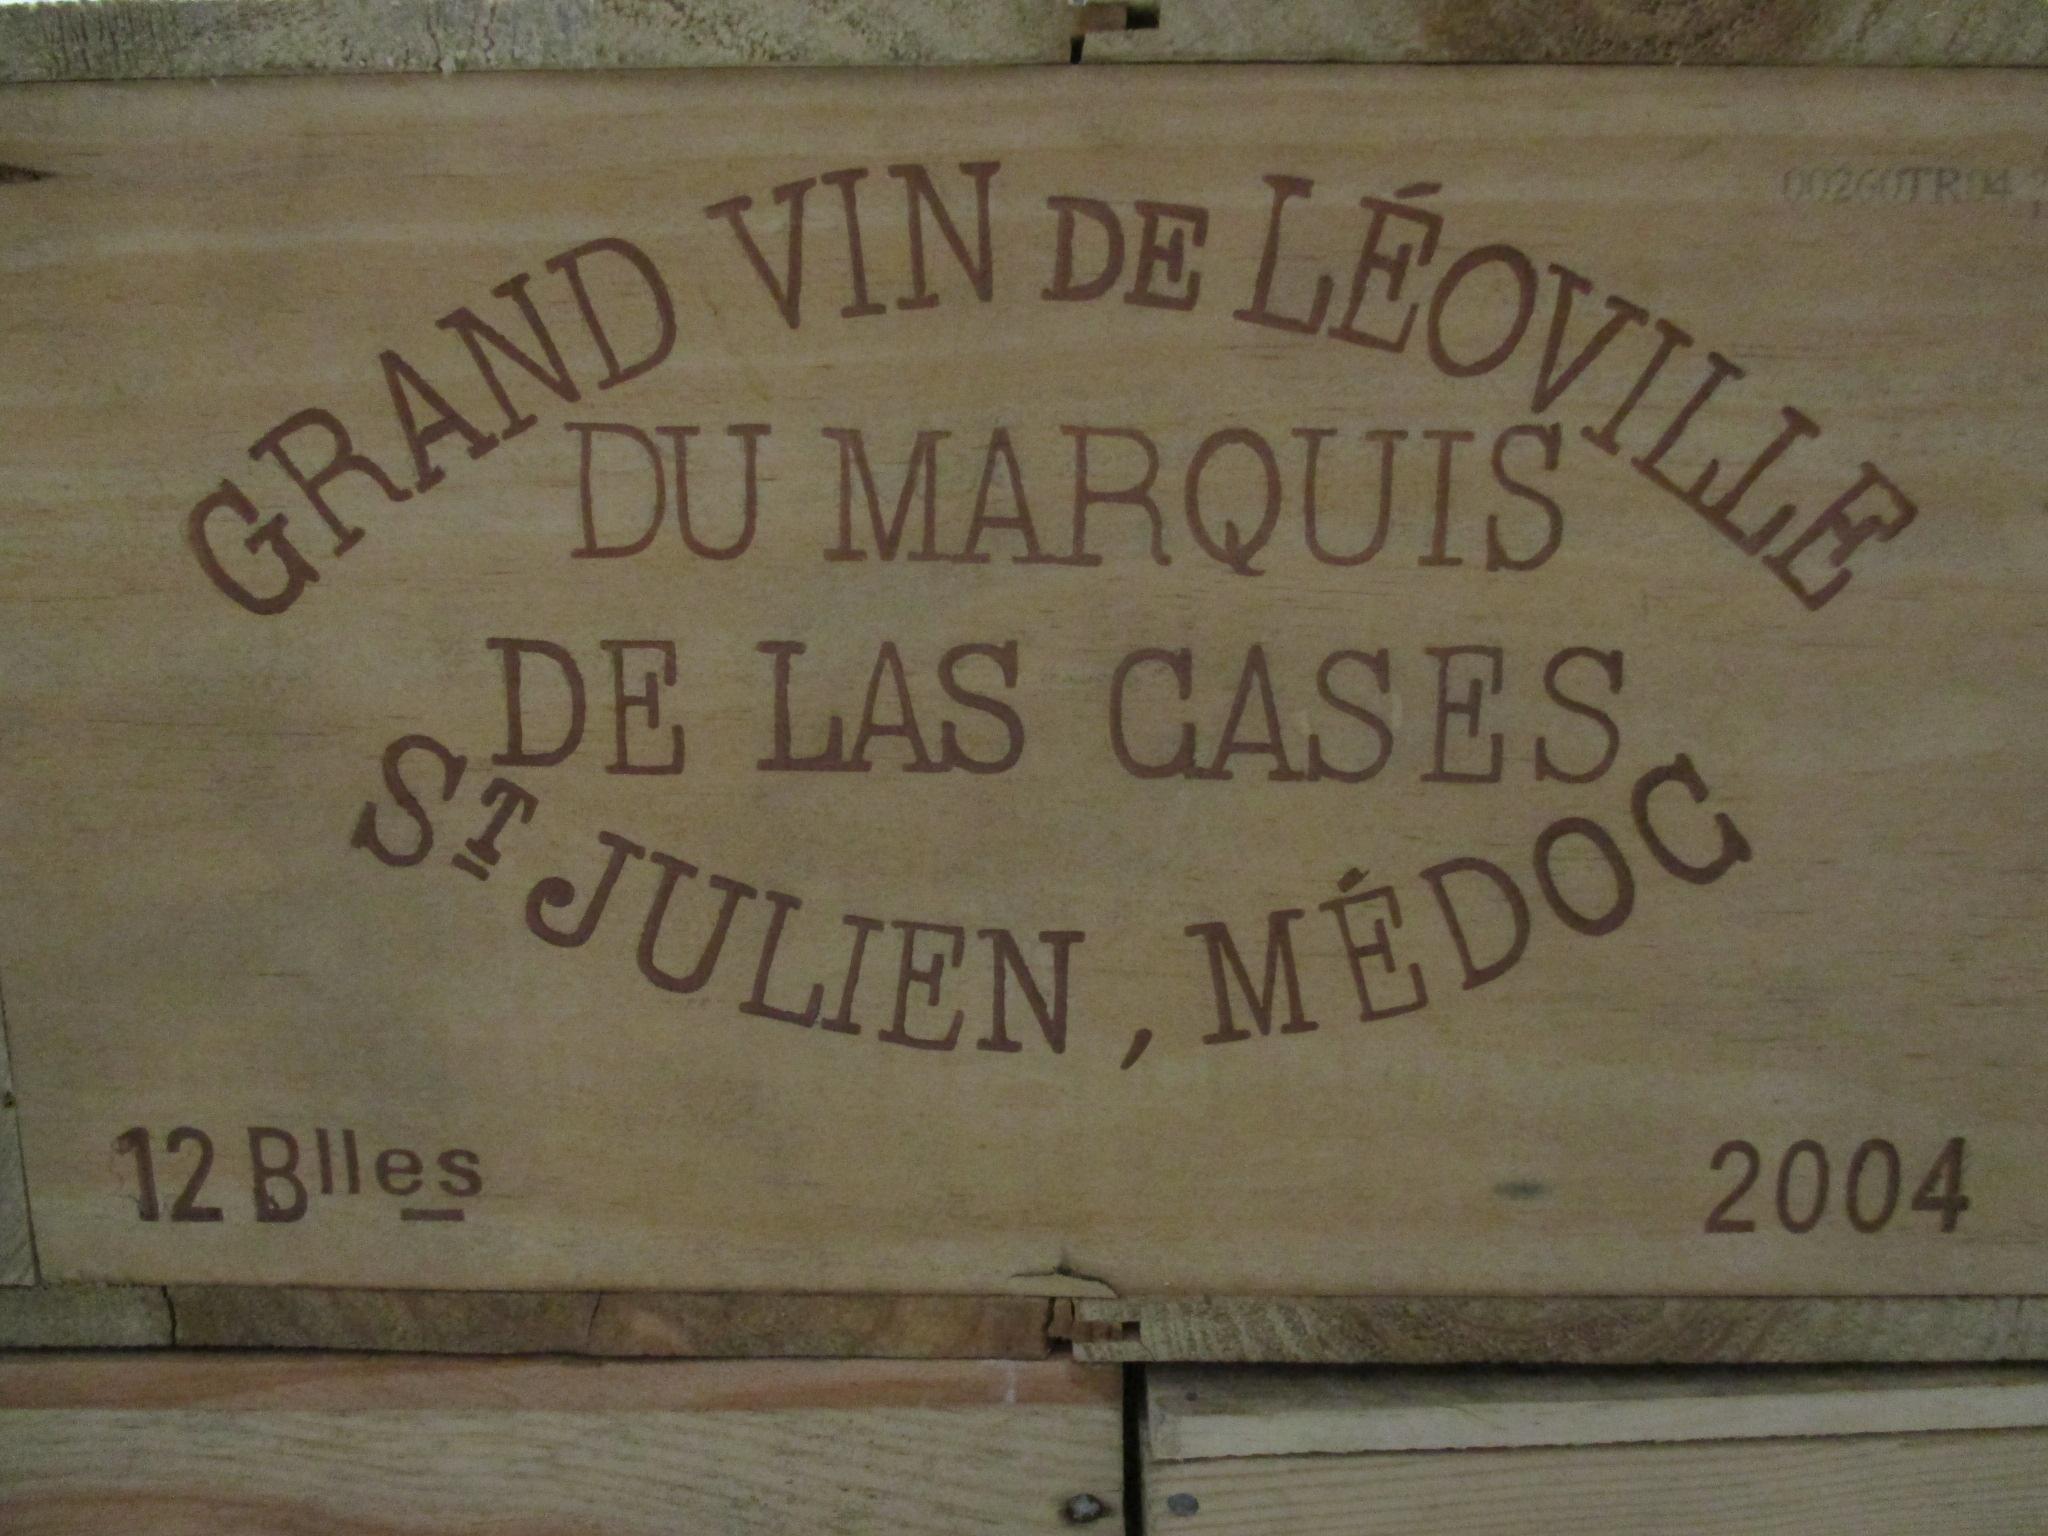 GRAND VIN DE LÉOVILLE
DU MARQUIS
DE LAS CASES
ST JULIEN, MÉDOC
12 Blles
2004